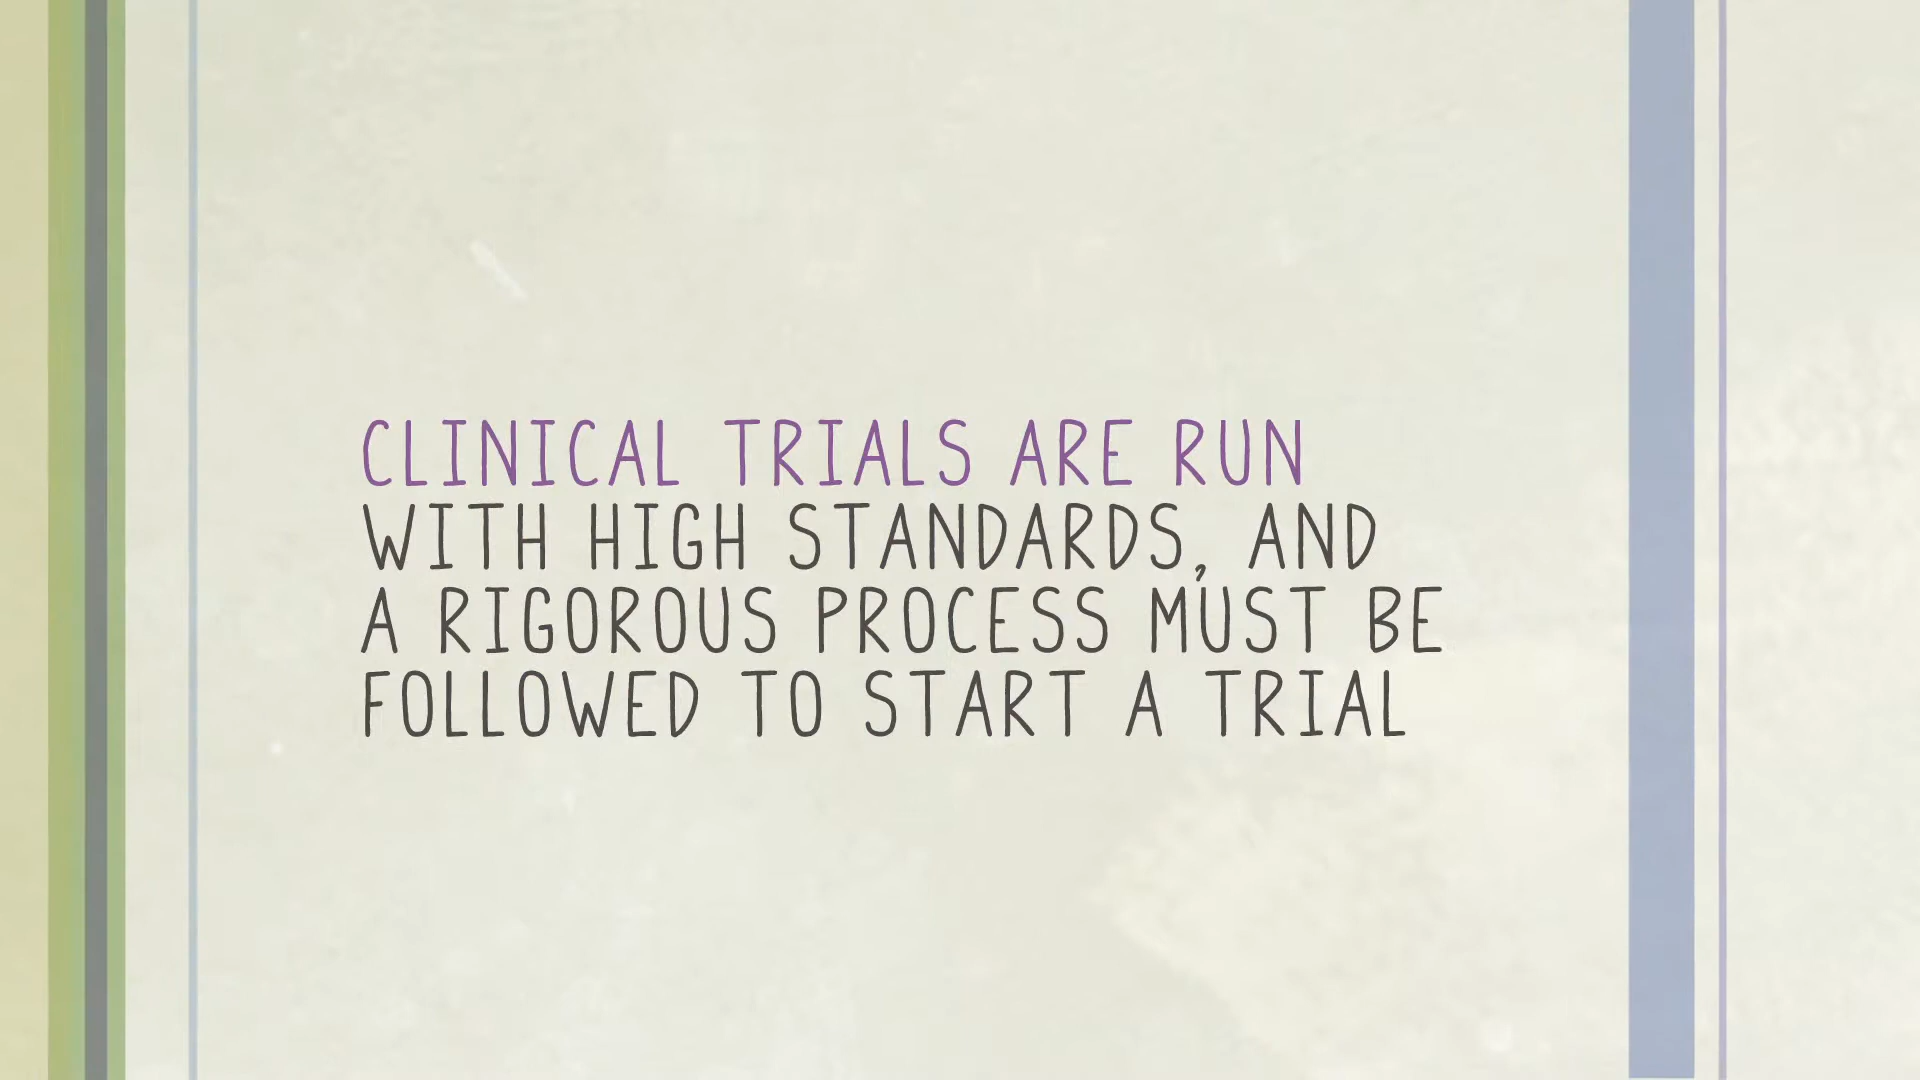 CLINICAL TRIALS ARE RUN
WITH HIGH STANDARDS, AND
A RIGOROUS PROCESS MUST BE
FOLLOWED TO START A TRIAL